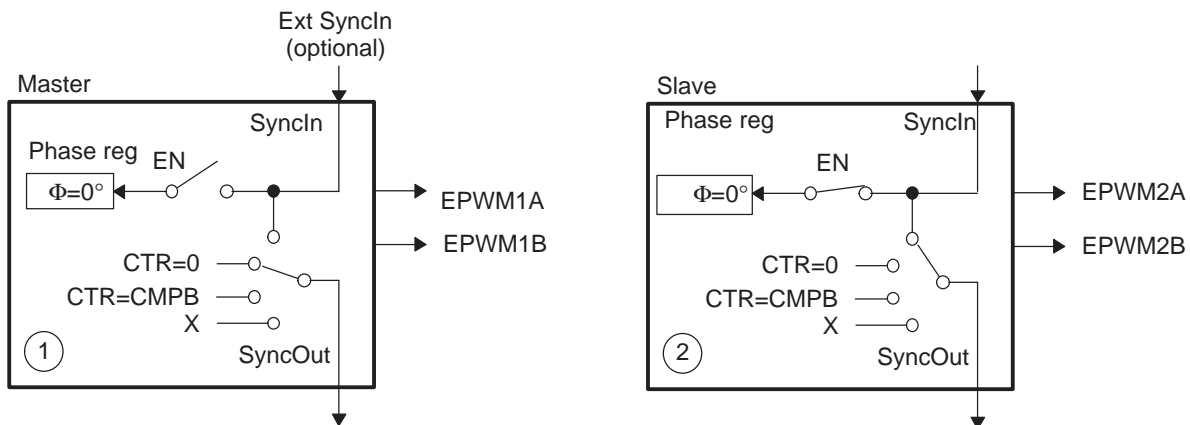 Ext SyncIn
(optional)
Master
SyncIn
Phase reg
EN
Φ=0°
EPWM1A
EPWM1B
CTR=0
CTR=CMPB
X
1
SyncOut
Slave
Phase reg
SyncIn
EN
Φ=0°
EPWM2A
EPWM2B
CTR=0
CTR=CMPB
X
2
SyncOut